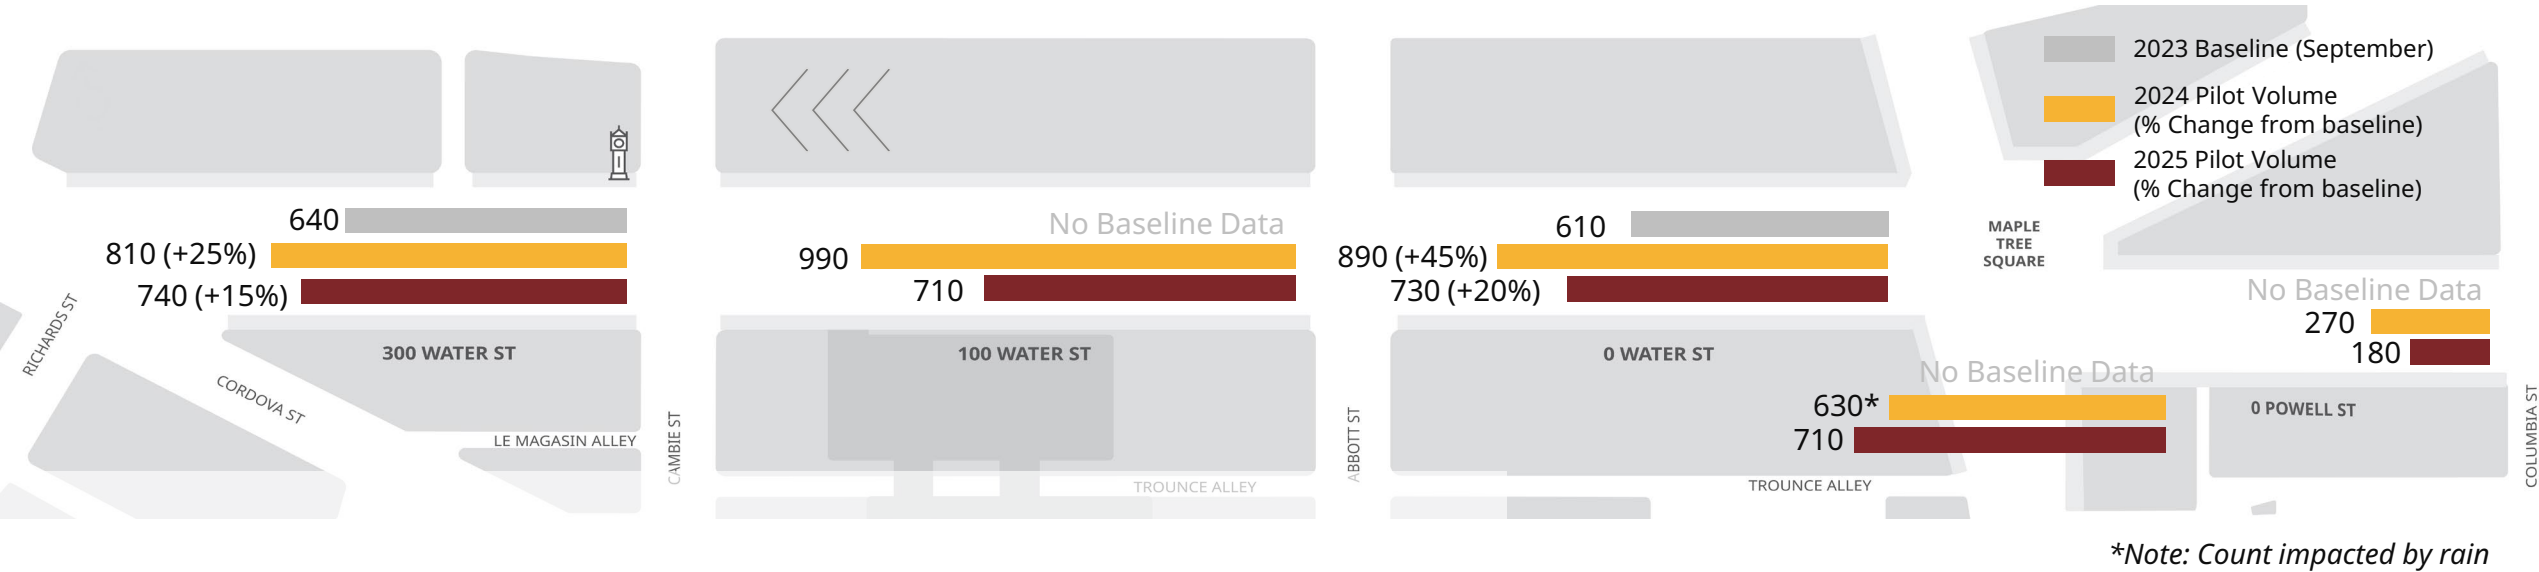 2023 Baseline (September)
2024 Pilot Volume
(% Change from baseline)
2025 Pilot Volume
(% Change from baseline)
640
810 (+25%)
740 (+15%)
No Baseline Data
990
710
610
890 (+45%)
730 (+20%)
MAPLE
TREE
SQUARE
No Baseline Data
270
180
RICHARDS ST
CORDOVA ST
300 WATER ST
LE MAGASIN ALLEY
CAMBIE ST
100 WATER ST
TROUNCE ALLEY
ABBOTT ST
0 WATER ST
No Baseline Data
630*
710
TROUNCE ALLEY
0 POWELL ST
COLUMBIA ST
*Note: Count impacted by rain